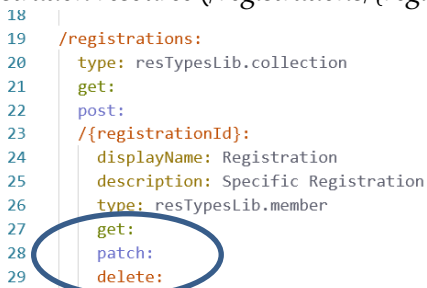 18
19 /registrations:
20 type: resTypesLib.collection
21 get:
22 post:
23 /{registrationId}:
24 displayName: Registration
25 description: Specific Registration
26 type: resTypesLib.member
27 get:
28 patch:
29 delete: